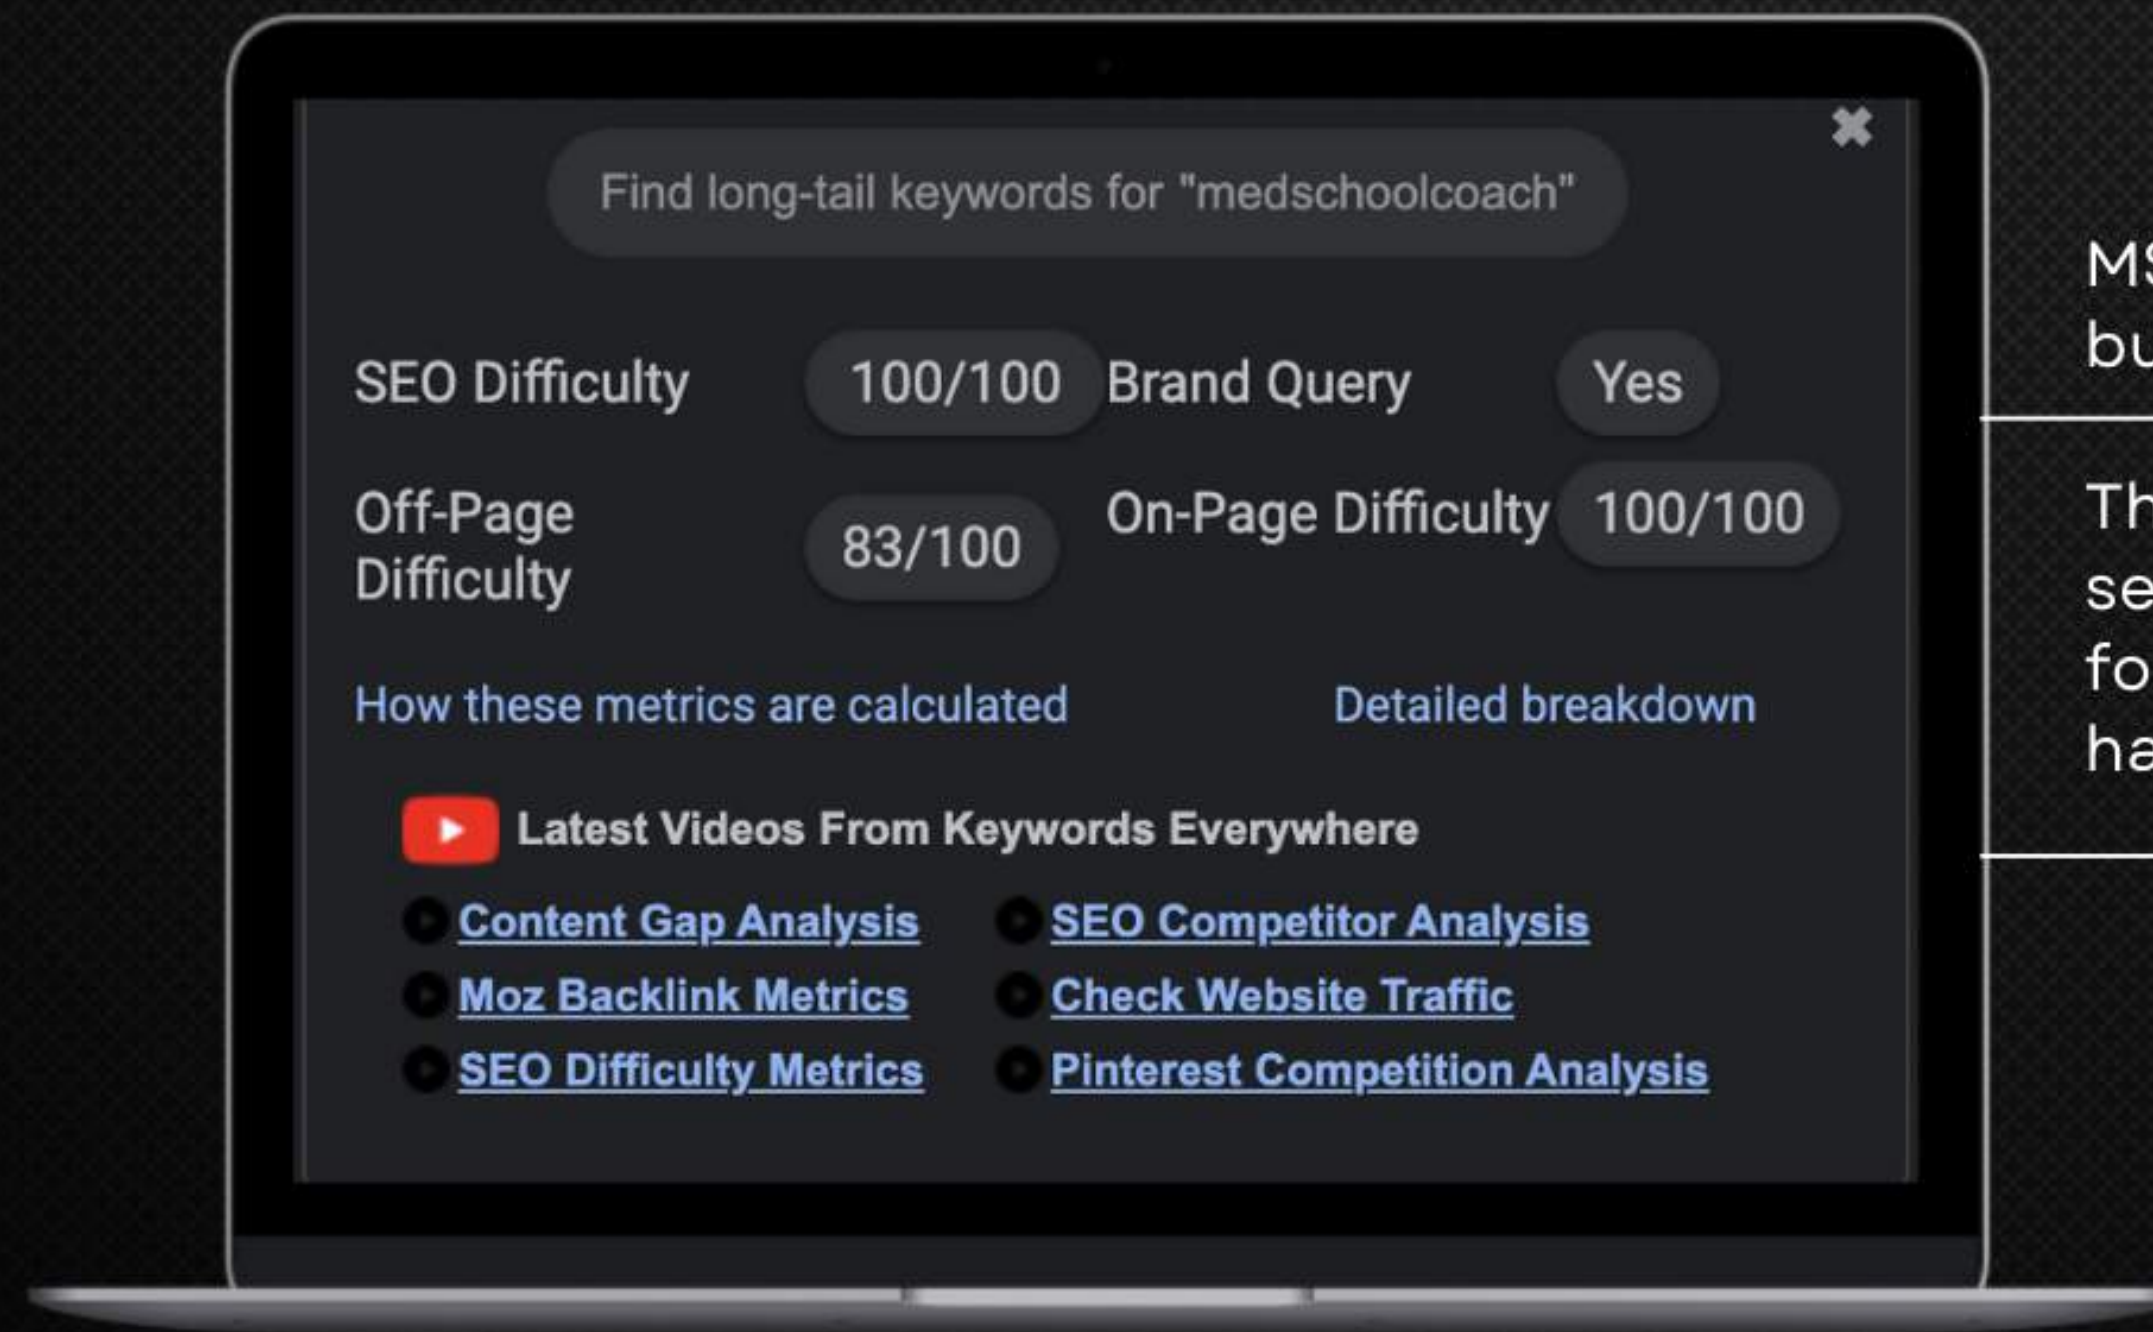 Find long-tail keywords for "medschoolcoach"
SEO Difficulty 100/100 Brand Query Yes
Off-Page
Difficulty 83/100 On-Page Difficulty 100/100
How these metrics are calculated Detailed breakdown
Latest Videos From Keywords Everywhere
Content Gap Analysis SEO Competitor Analysis
Moz Backlink Metrics Check Website Traffic
SEO Difficulty Metrics Pinterest Competition Analysis